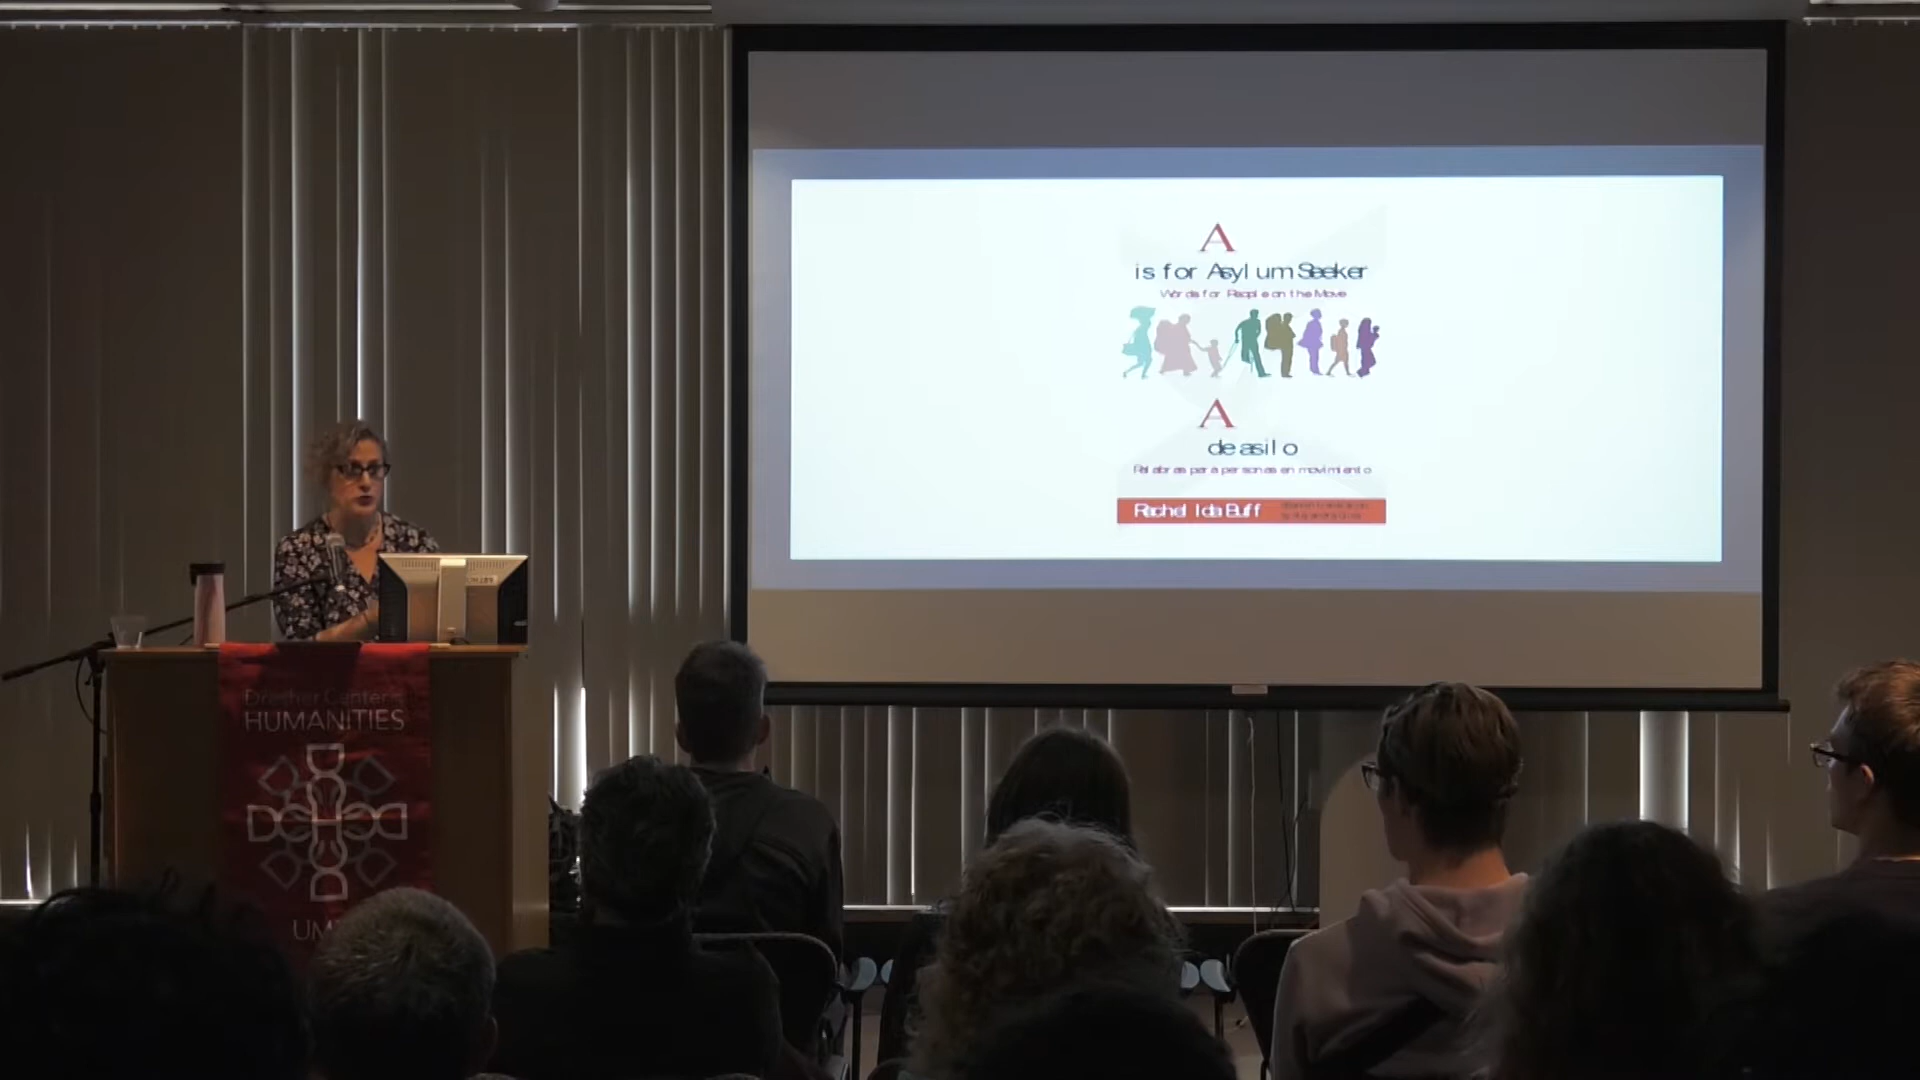 A
is for Asylum Seeker
Words for People on the Move
A
de asilo
Palabras para personas en movimiento
Rachel Ida Buff
Dresher Center
HUMANITIES